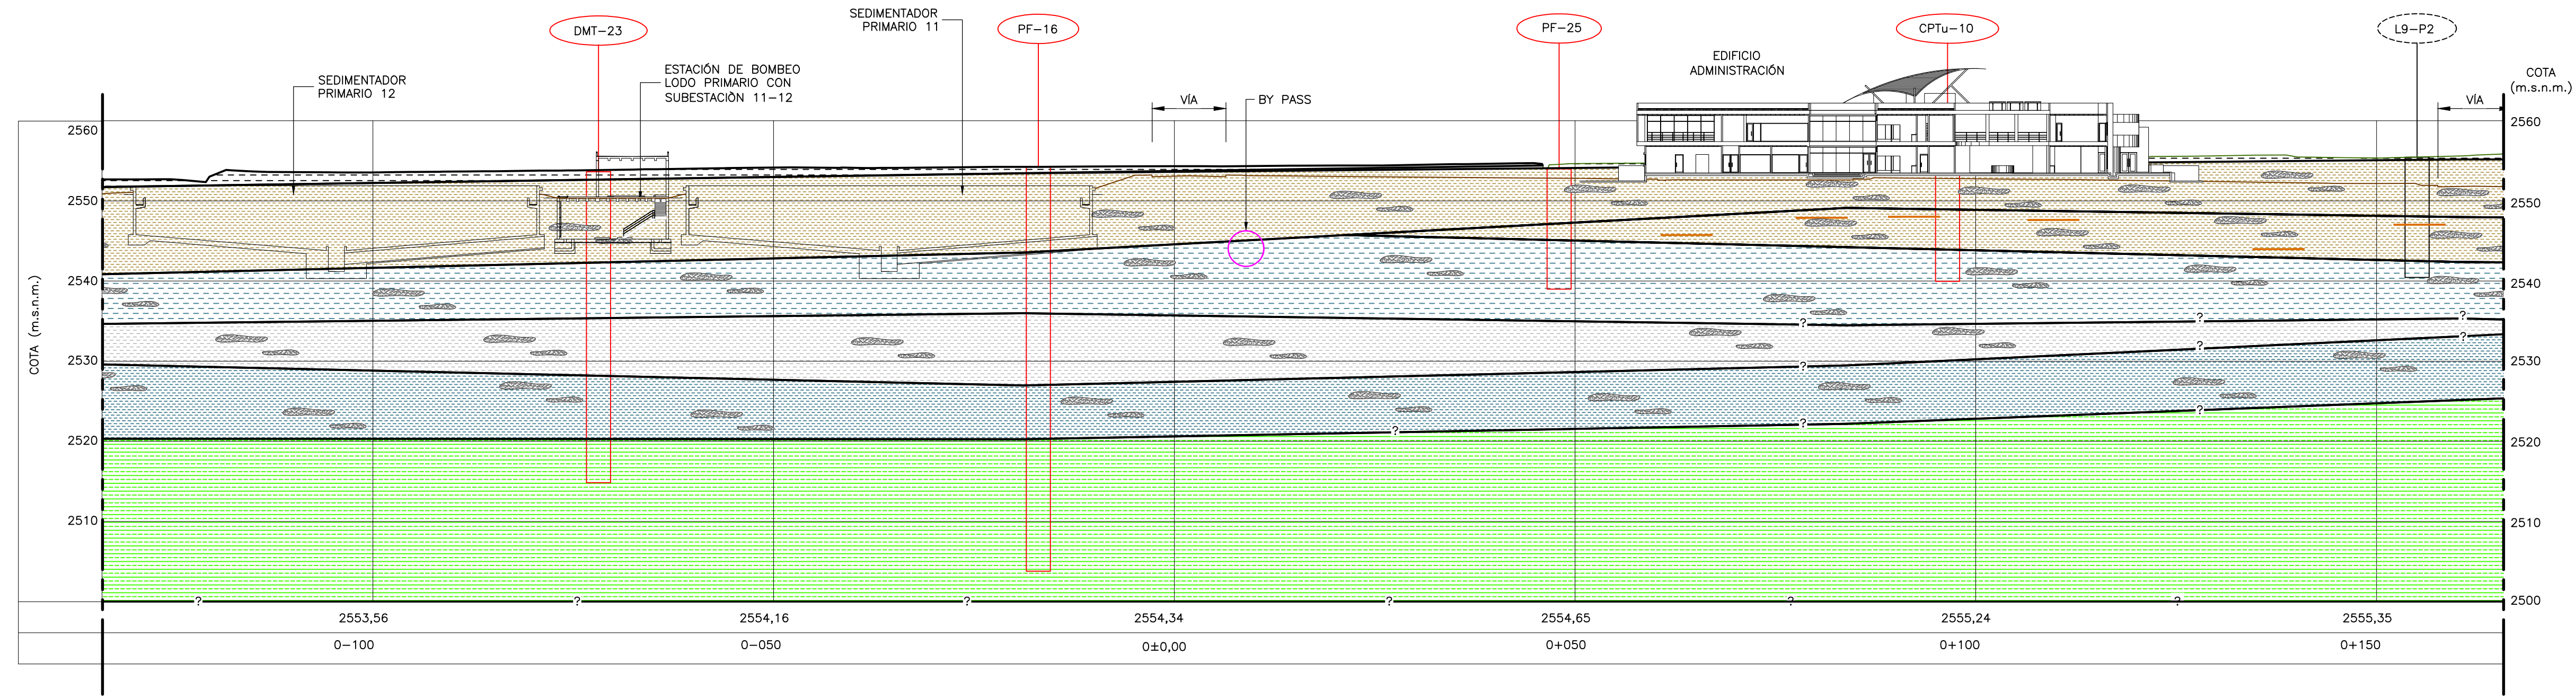 DMT-23
SEDIMENTADOR
PRIMARIO 11
PF-16
PF-25
CPTu-10
L9-P2
SEDIMENTADOR
PRIMARIO 12
ESTACIÓN DE BOMBEO
LODO PRIMARIO CON
SUBESTACIÒN 11-12
VÍA
BY PASS
EDIFICIO
ADMINISTRACIÓN
COTA
(m.s.n.m.)
VÍA
2560
2560
2550
2550
2540
2540
COTA (m.s.n.m.)
? ? ?
2530
? ? ?
2530
2520
? ? ?
2520
2510
2510
? ? ? ? ? ?
2500
2553,56
2554,16
2554,34
2554,65
2555,24
2555,35
0-100
0-050
0±0,00
0+050
0+100
0+150